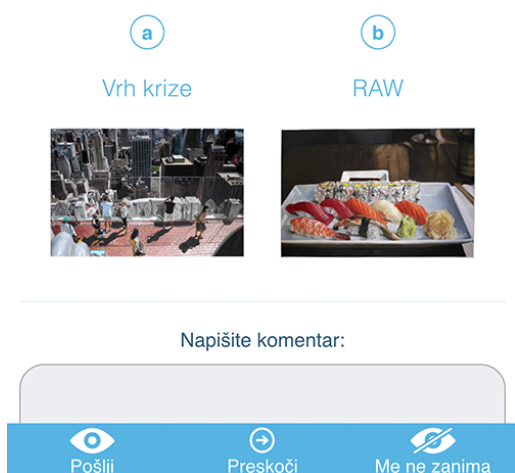 a
b
Vrh krize
RAW
Napišite komentar:
Pošlji
Preskoči
Me ne zanima